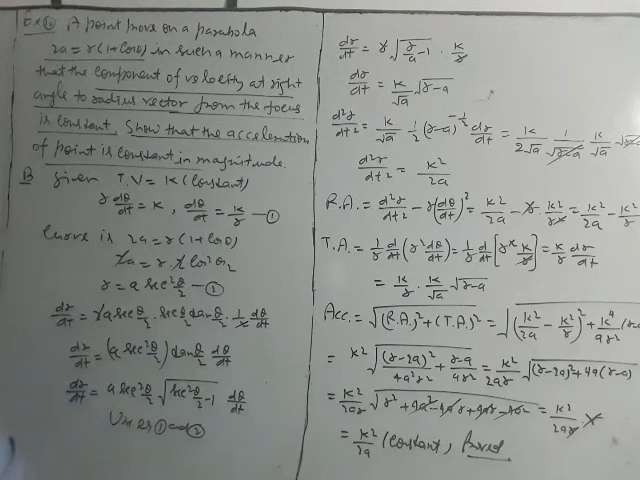 Ex A point move on a parabola
2a = r(1+cosθ) in such a manner
that the component of velocity at right
angle to radius vector from the focus
is constant. Show that the acceleration
of point is constant in magnitude.
given T.V = K (constant)
r dθ/dt = K, dθ/dt = K/r —①
Curve is 2a = r(1+cosθ)
2a = r·2cos²θ/2
r = a sec²θ/2 —②
dr/dt = 2a sec θ/2 · sec θ/2 tan θ/2 · 1/2 dθ/dt
dr/dt = (a sec²θ/2) tan θ/2 dθ/dt
dr/dt = a sec²θ/2 √(sec²θ/2 - 1) dθ/dt
Use ① and ②
dr/dt = r √(r/a - 1) · K/r
dr/dt = K/√a √(r-a)
d²r/dt² = K/√a · 1/2 (r-a)^(-1/2) dr/dt = K/2√a · 1/√(r-a) · K/√a √(r-a)
d²r/dt² = K²/2a
R.A. = d²r/dt² - r(dθ/dt)² = K²/2a - r·K²/r² = K²/2a - K²/r
T.A. = 1/r d/dt (r² dθ/dt) = 1/r d/dt [r² K/r] = K/r dr/dt
= K/r · K/√a √(r-a)
Acc. = √((R.A.)² + (T.A.)²) = √((K²/2a - K²/r)² + K⁴/ar² (r-
= K² √((r-2a)²/4a²r² + (r-a)/ar²) = K²/2ar √((r-2a)² + 4a(r-a))
= K²/2ar √(r² + 4a² - 4ar + 4ar - 4a²) = K²/2ar r
= K²/2a (constant) Proved